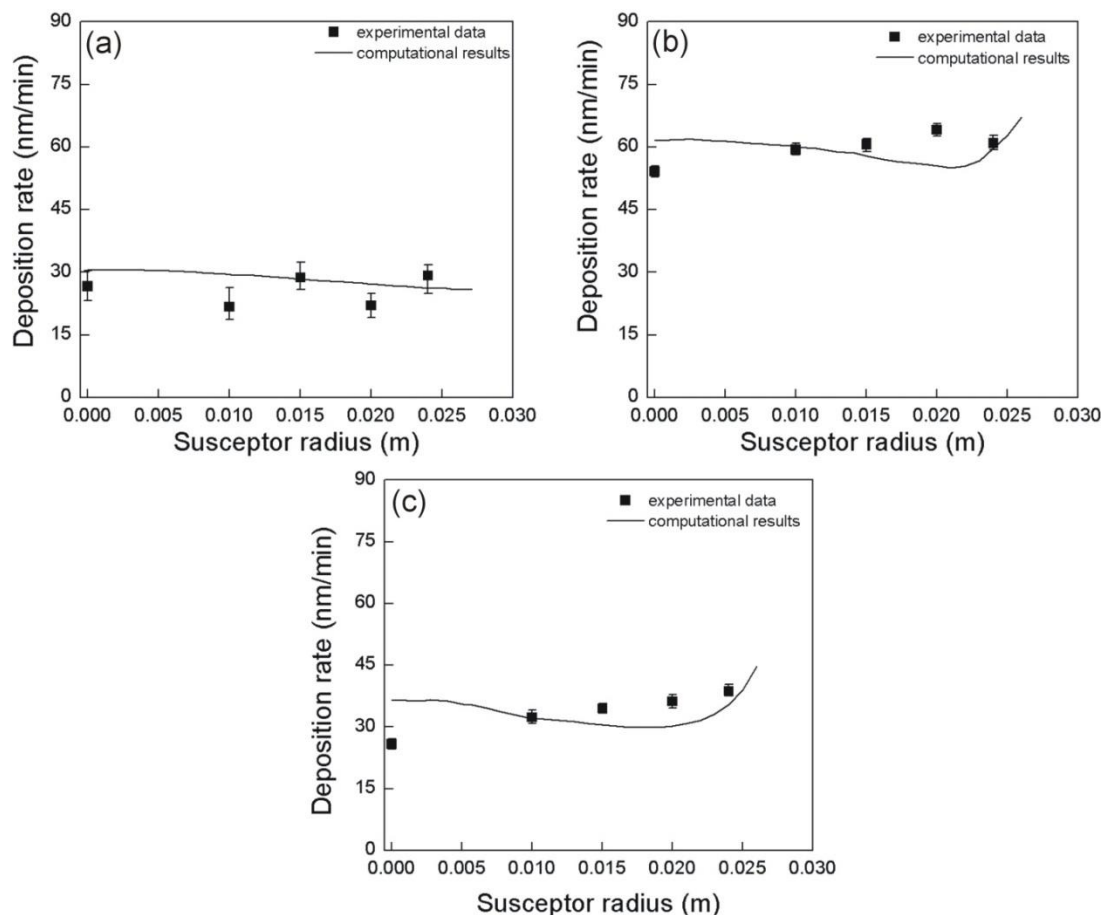 (a)
experimental data
computational results
Deposition rate (nm/min)
90
75
60
45
30
15
0
0.000 0.005 0.010 0.015 0.020 0.025 0.030
Susceptor radius (m)
(b)
experimental data
computational results
Deposition rate (nm/min)
90
75
60
45
30
15
0
0.000 0.005 0.010 0.015 0.020 0.025 0.030
Susceptor radius (m)
(c)
experimental data
computational results
Deposition rate (nm/min)
90
75
60
45
30
15
0
0.000 0.005 0.010 0.015 0.020 0.025 0.030
Susceptor radius (m)